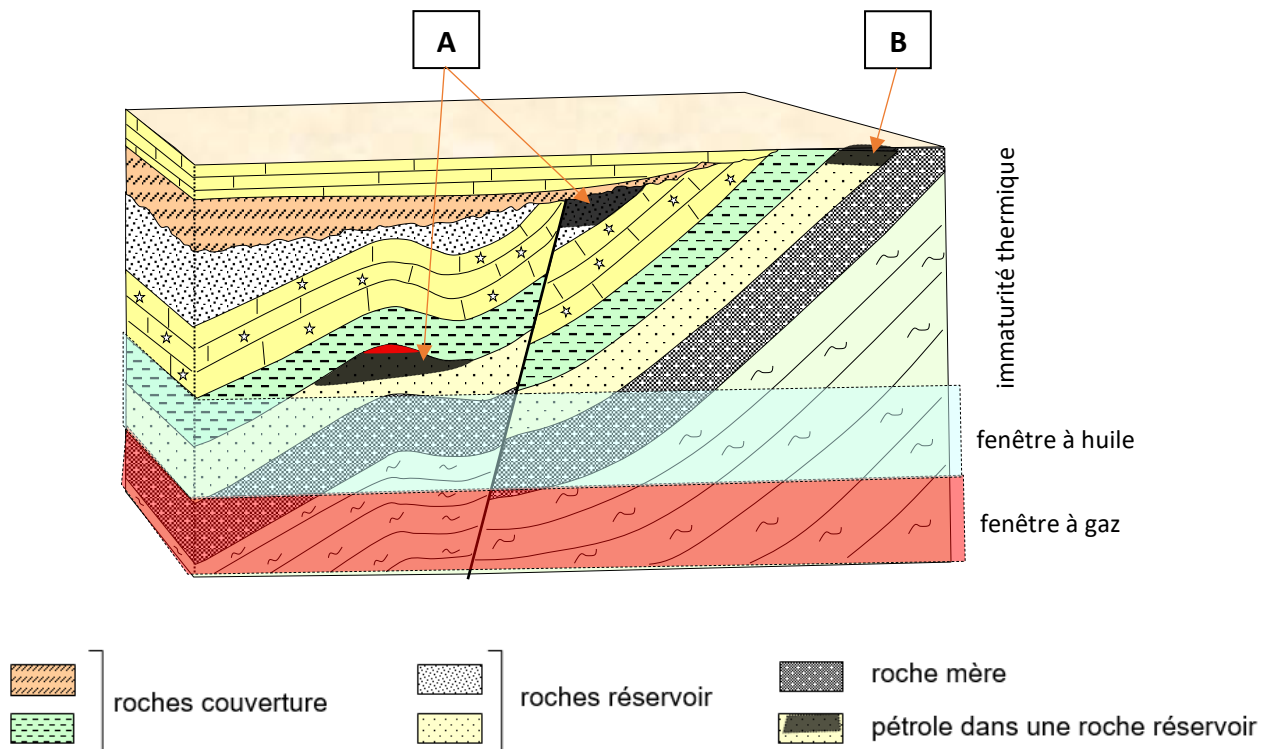 A
B
immaturité thermique
fenêtre à huile
fenêtre à gaz
roches couverture
roches réservoir
roche mère
pétrole dans une roche réservoir